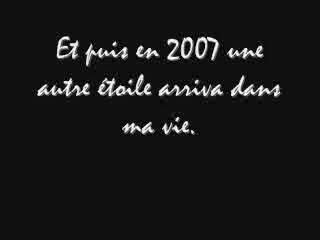 Et puis en 2007 une
autre étoile arriva dans
ma vie.